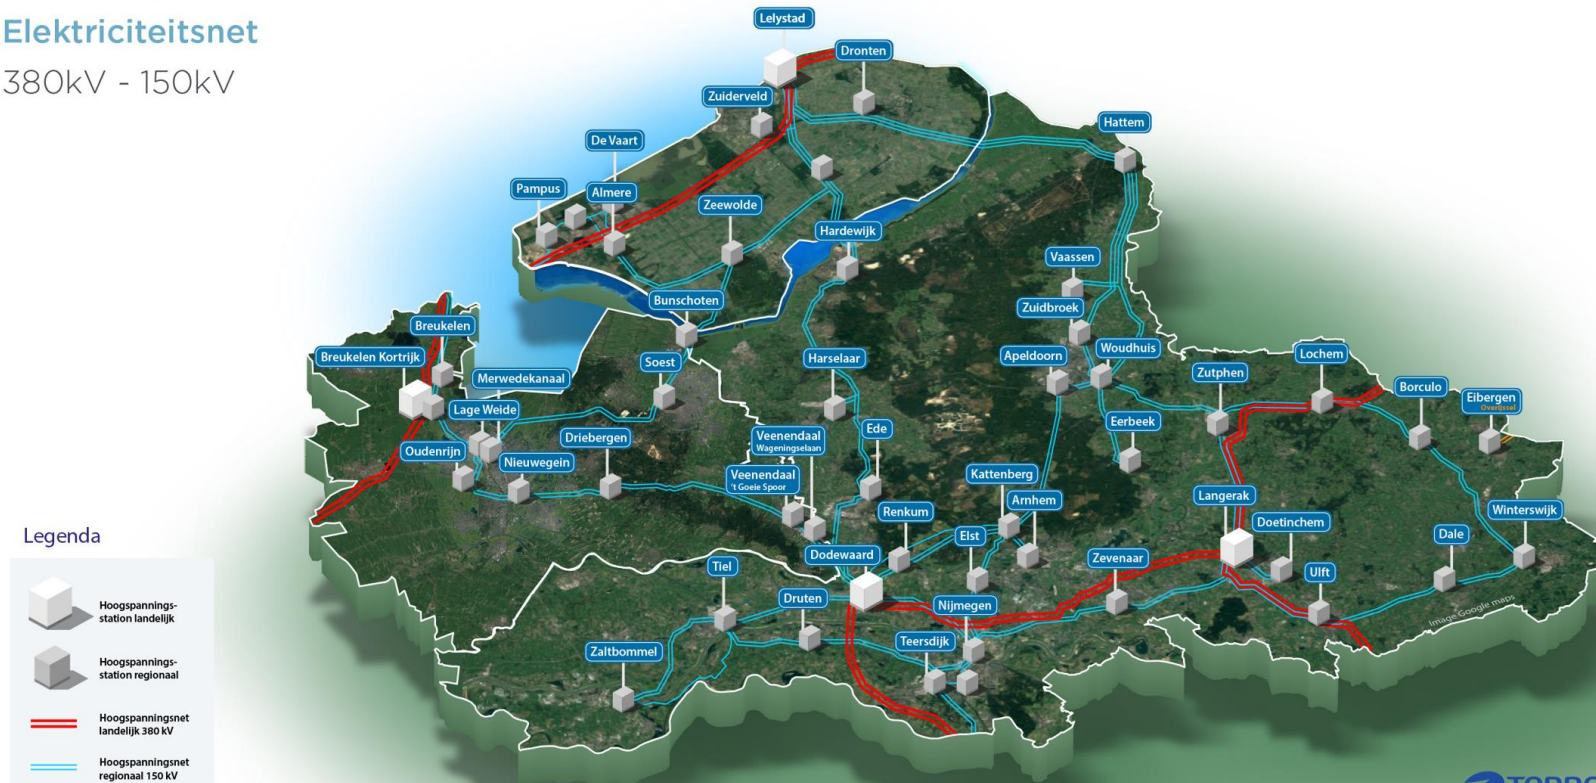 Elektriciteitsnet
380kV - 150kV
Lelystad
Dronten
Zuiderveld
Hattem
De Vaart
Pampus
Almere
Zeewolde
Hardewijk
Vaassen
Bunschoten
Zuidbroek
Breukelen
Breukelen Kortrijk
Soest
Harselaar
Apeldoorn
Woudhuis
Lochem
Zutphen
Merwedekanaal
Borculo
Eibergen
Overijssel
Lage Weide
Eerbeek
Ede
Driebergen
Veenendaal
Wageningselaan
Oudenrijn
Nieuwegein
Veenendaal
't Goeie Spoor
Kattenberg
Arnhem
Langerak
Renkum
Winterswijk
Doetinchem
Elst
Dale
Dodewaard
Zevenaar
Tiel
Ulft
Druten
Nijmegen
Image Google maps
Teersdijk
Zaltbommel
Legenda
Hoogspannings-
station landelijk
Hoogspannings-
station regionaal
Hoogspanningsnet
landelijk 380 kV
Hoogspanningsnet
regionaal 150 kV